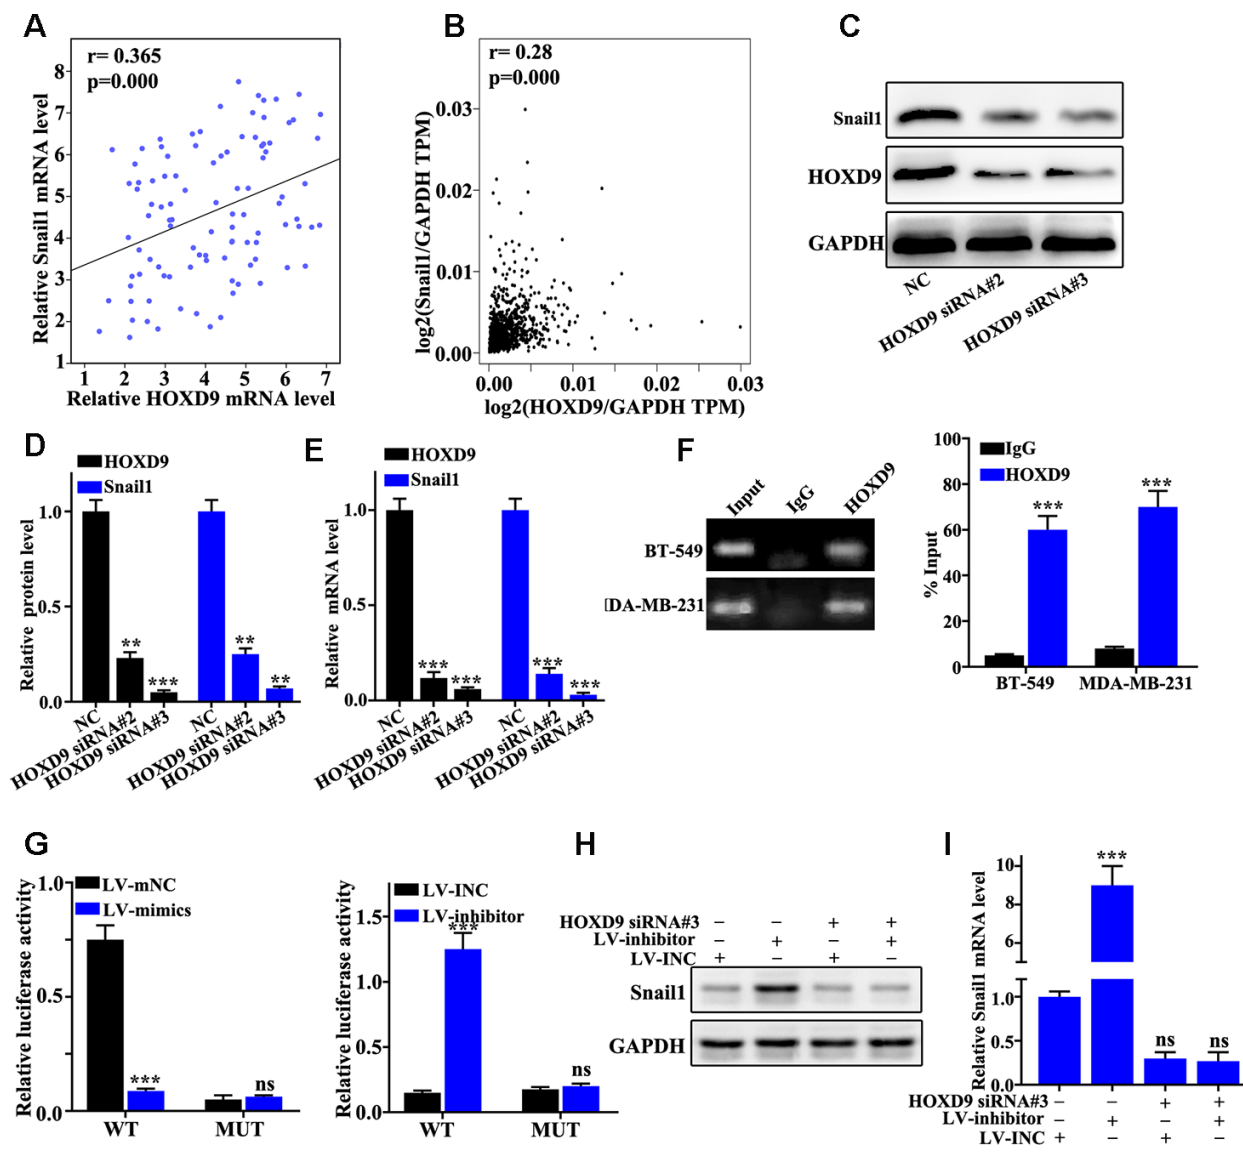 A
r= 0.365
p=0.000
Relative Snail1 mRNA level
8
7
6
5
4
3
2
1
1 2 3 4 5 6 7
Relative HOXD9 mRNA level
B
r= 0.28
p=0.000
log2(Snail1/GAPDH TPM)
0.03
0.02
0.01
0.00
0.00 0.01 0.02 0.03
log2(HOXD9/GAPDH TPM)
C
Snail1
HOXD9
GAPDH
NC
HOXD9 siRNA#2
HOXD9 siRNA#3
D
HOXD9
Snail1
Relative protein level
1.0
0.5
0.0
** *** ** **
NC
HOXD9 siRNA#2
HOXD9 siRNA#3
NC
HOXD9 siRNA#2
HOXD9 siRNA#3
E
HOXD9
Snail1
Relative mRNA level
1.0
0.5
0.0
*** *** *** ***
NC
HOXD9 siRNA#2
HOXD9 siRNA#3
NC
HOXD9 siRNA#2
HOXD9 siRNA#3
F
Input
IgG
HOXD9
BT-549
DA-MB-231
IgG
HOXD9
% Input
100
80
60
40
20
0
*** ***
BT-549 MDA-MB-231
G
LV-mNC
LV-mimics
Relative luciferase activity
1.0
0.5
0.0
*** ns
WT MUT
LV-INC
LV-inhibitor
Relative luciferase activity
1.5
1.0
0.5
0.0
*** ns
WT MUT
H
HOXD9 siRNA#3 – – + +
LV-inhibitor – + – +
LV-INC + – + –
Snail1
GAPDH
I
Relative Snail1 mRNA level
10
8
6
1.0
0.5
0.0
*** ns ns
HOXD9 siRNA#3 – – + +
LV-inhibitor – + – +
LV-INC + – + –